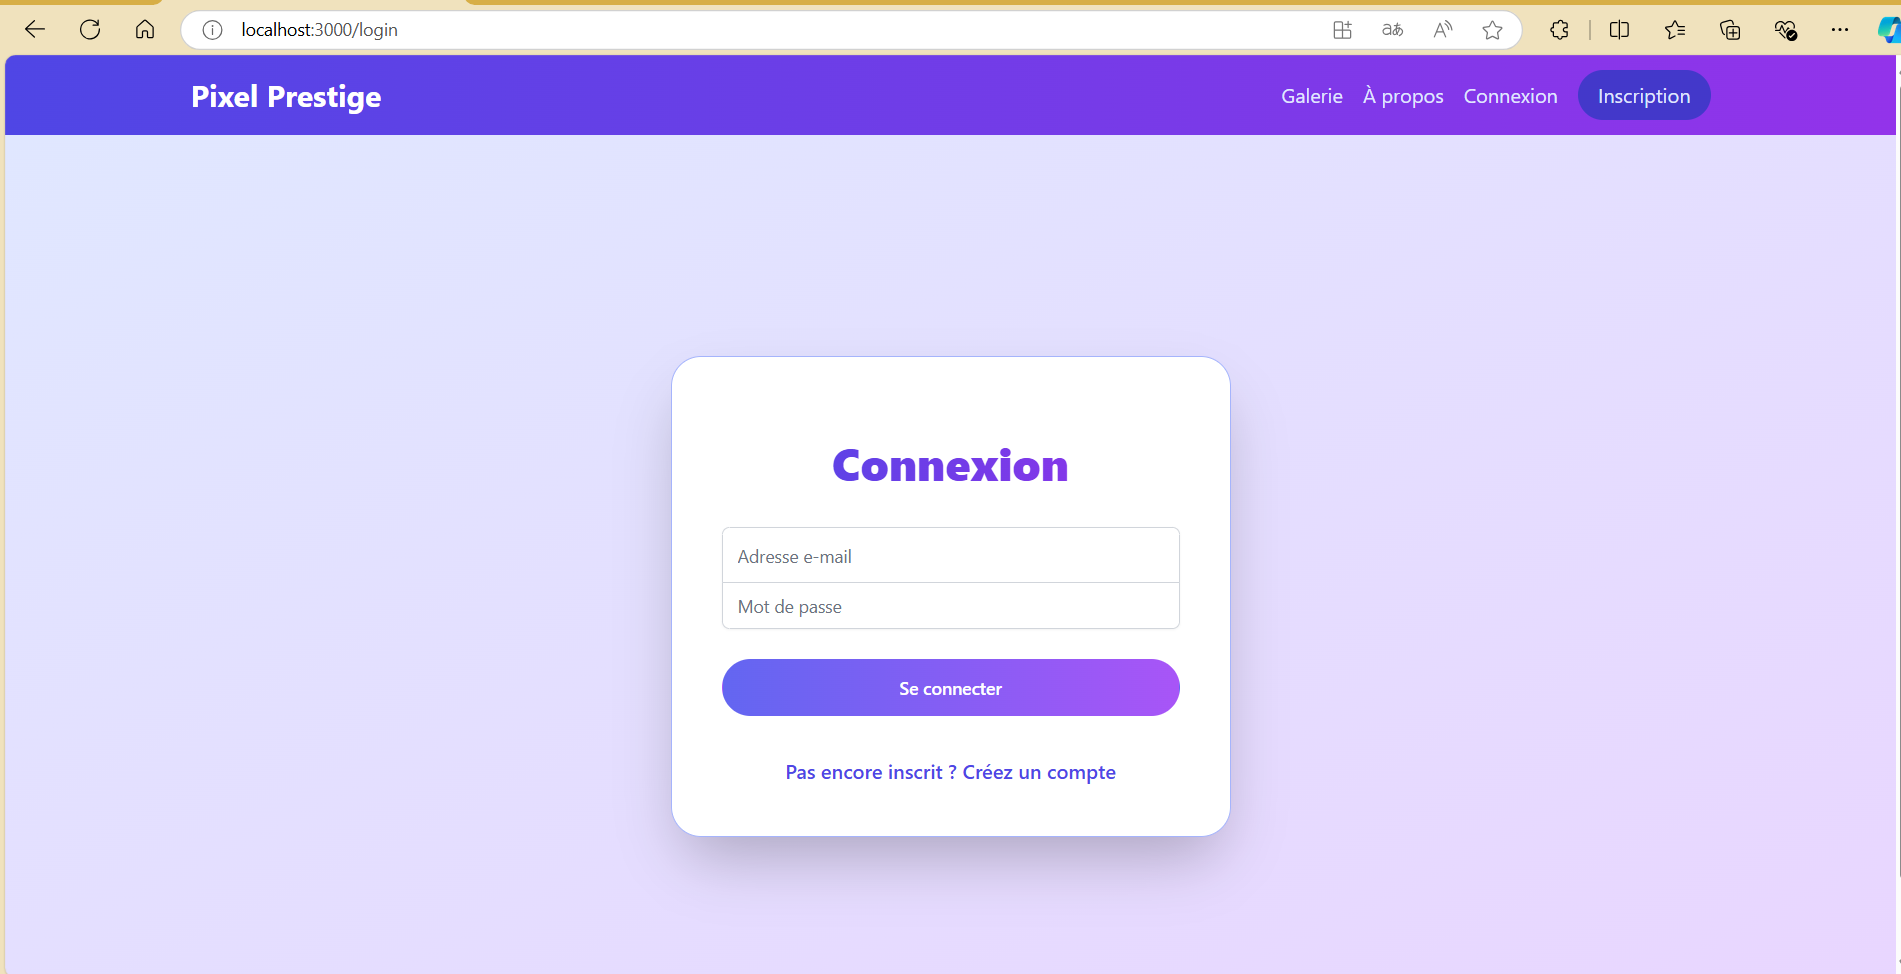 localhost:3000/login
Pixel Prestige
Galerie À propos Connexion Inscription
Connexion
Adresse e-mail
Mot de passe
Se connecter
Pas encore inscrit ? Créez un compte